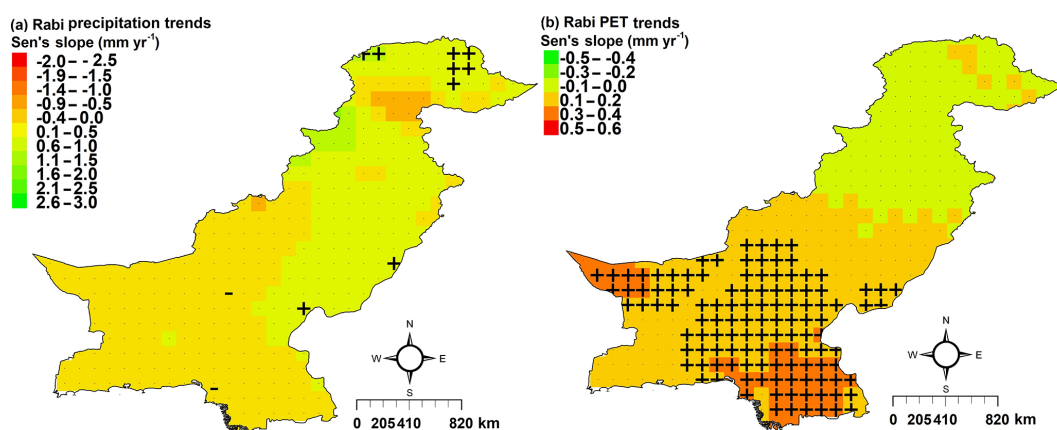 (a) Rabi precipitation trends
Sen's slope (mm yr-1)
-2.0 – -2.5
-1.9 – -1.5
-1.4 – -1.0
-0.9 – -0.5
-0.4 – 0.0
0.1 – 0.5
0.6 – 1.0
1.1 – 1.5
1.6 – 2.0
2.1 – 2.5
2.6 – 3.0
N
W E
S
0 205 410 820 km
(b) Rabi PET trends
Sen's slope (mm yr-1)
-0.5 – -0.4
-0.3 – -0.2
-0.1 – 0.0
0.1 – 0.2
0.3 – 0.4
0.5 – 0.6
N
W E
S
0 205 410 820 km